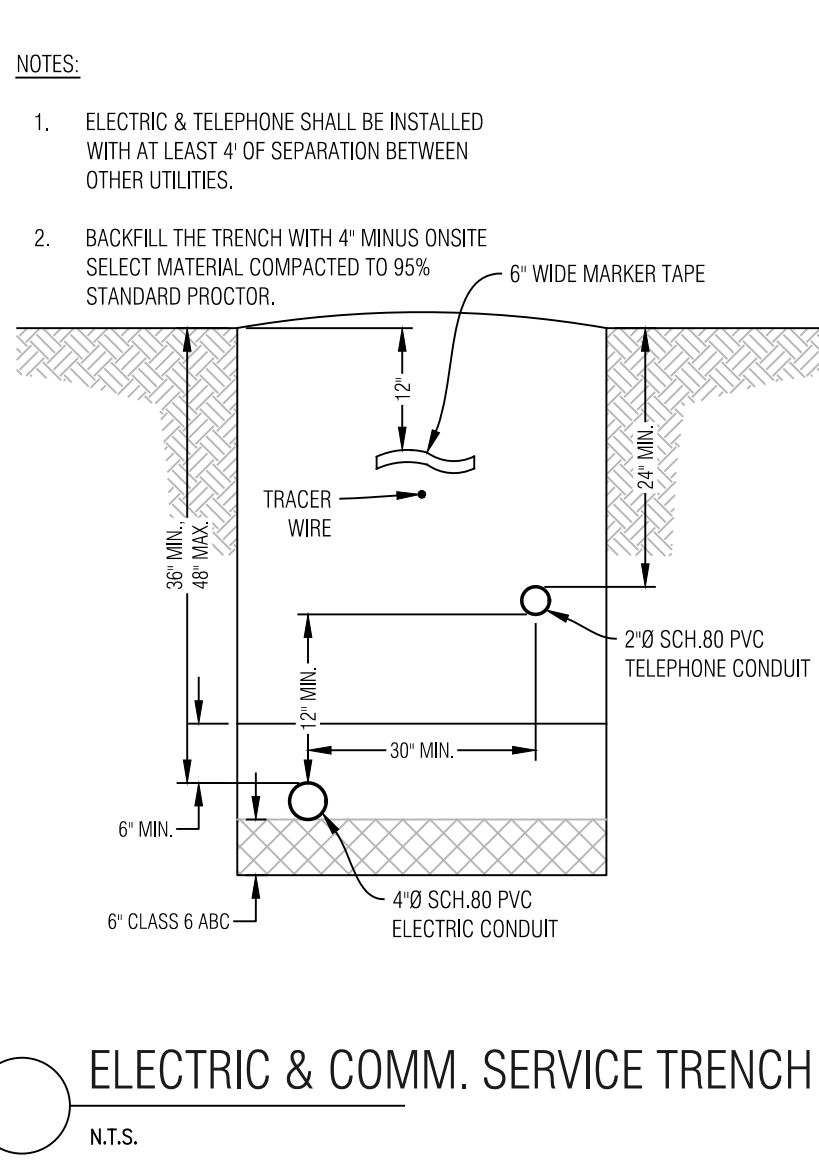 NOTES:
1. ELECTRIC & TELEPHONE SHALL BE INSTALLED
WITH AT LEAST 4' OF SEPARATION BETWEEN
OTHER UTILITIES.
2. BACKFILL THE TRENCH WITH 4" MINUS ONSITE
SELECT MATERIAL COMPACTED TO 95%
STANDARD PROCTOR.
6" WIDE MARKER TAPE
12"
24" MIN.
TRACER
WIRE
36" MIN.,
48" MAX.
2"Ø SCH.80 PVC
TELEPHONE CONDUIT
12" MIN.
30" MIN.
6" MIN.
4"Ø SCH.80 PVC
ELECTRIC CONDUIT
6" CLASS 6 ABC
ELECTRIC & COMM. SERVICE TRENCH
N.T.S.